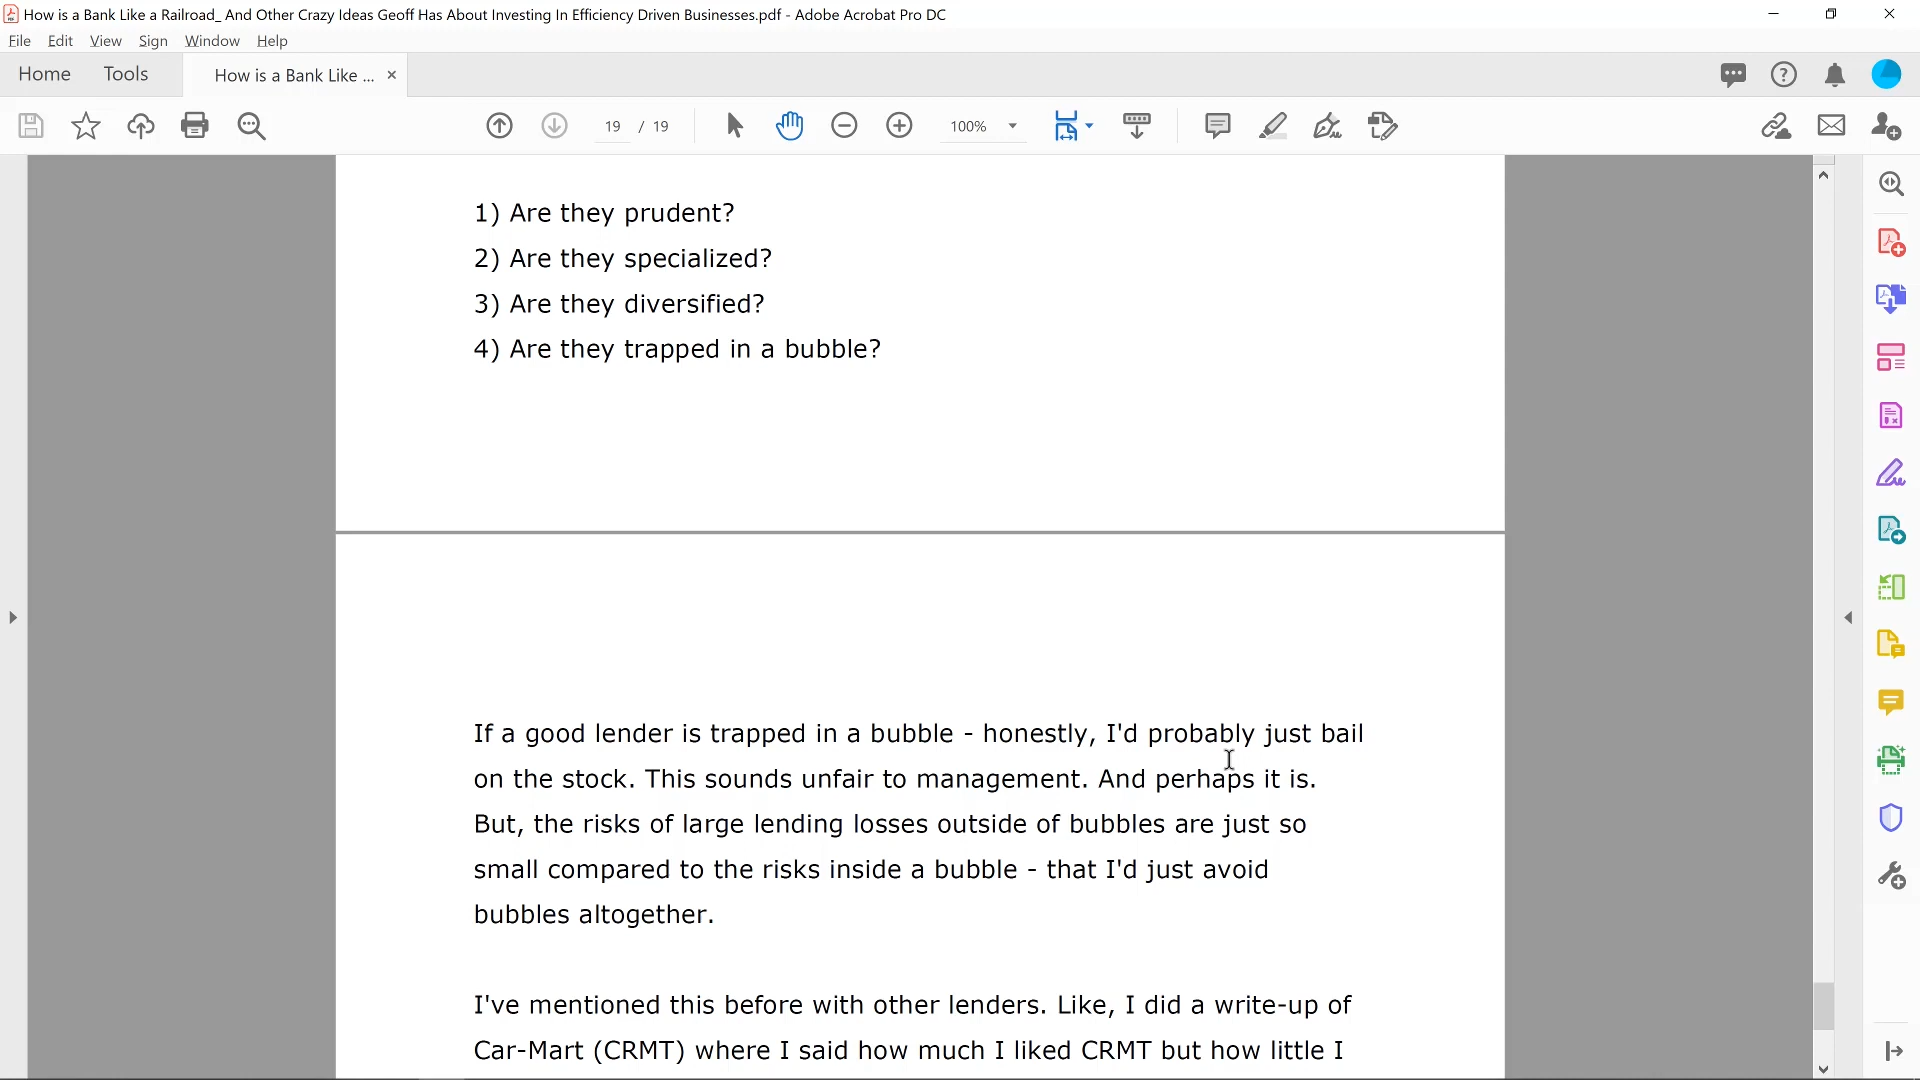 How is a Bank Like a Railroad_ And Other Crazy Ideas Geoff Has About Investing In Efficiency Driven Businesses.pdf - Adobe Acrobat Pro DC
File Edit View Sign Window Help
Home Tools How is a Bank Like ... ×
19 / 19 100%
1) Are they prudent?
2) Are they specialized?
3) Are they diversified?
4) Are they trapped in a bubble?
If a good lender is trapped in a bubble - honestly, I'd probably just bail
on the stock. This sounds unfair to management. And perhaps it is.
But, the risks of large lending losses outside of bubbles are just so
small compared to the risks inside a bubble - that I'd just avoid
bubbles altogether.
I've mentioned this before with other lenders. Like, I did a write-up of
Car-Mart (CRMT) where I said how much I liked CRMT but how little I